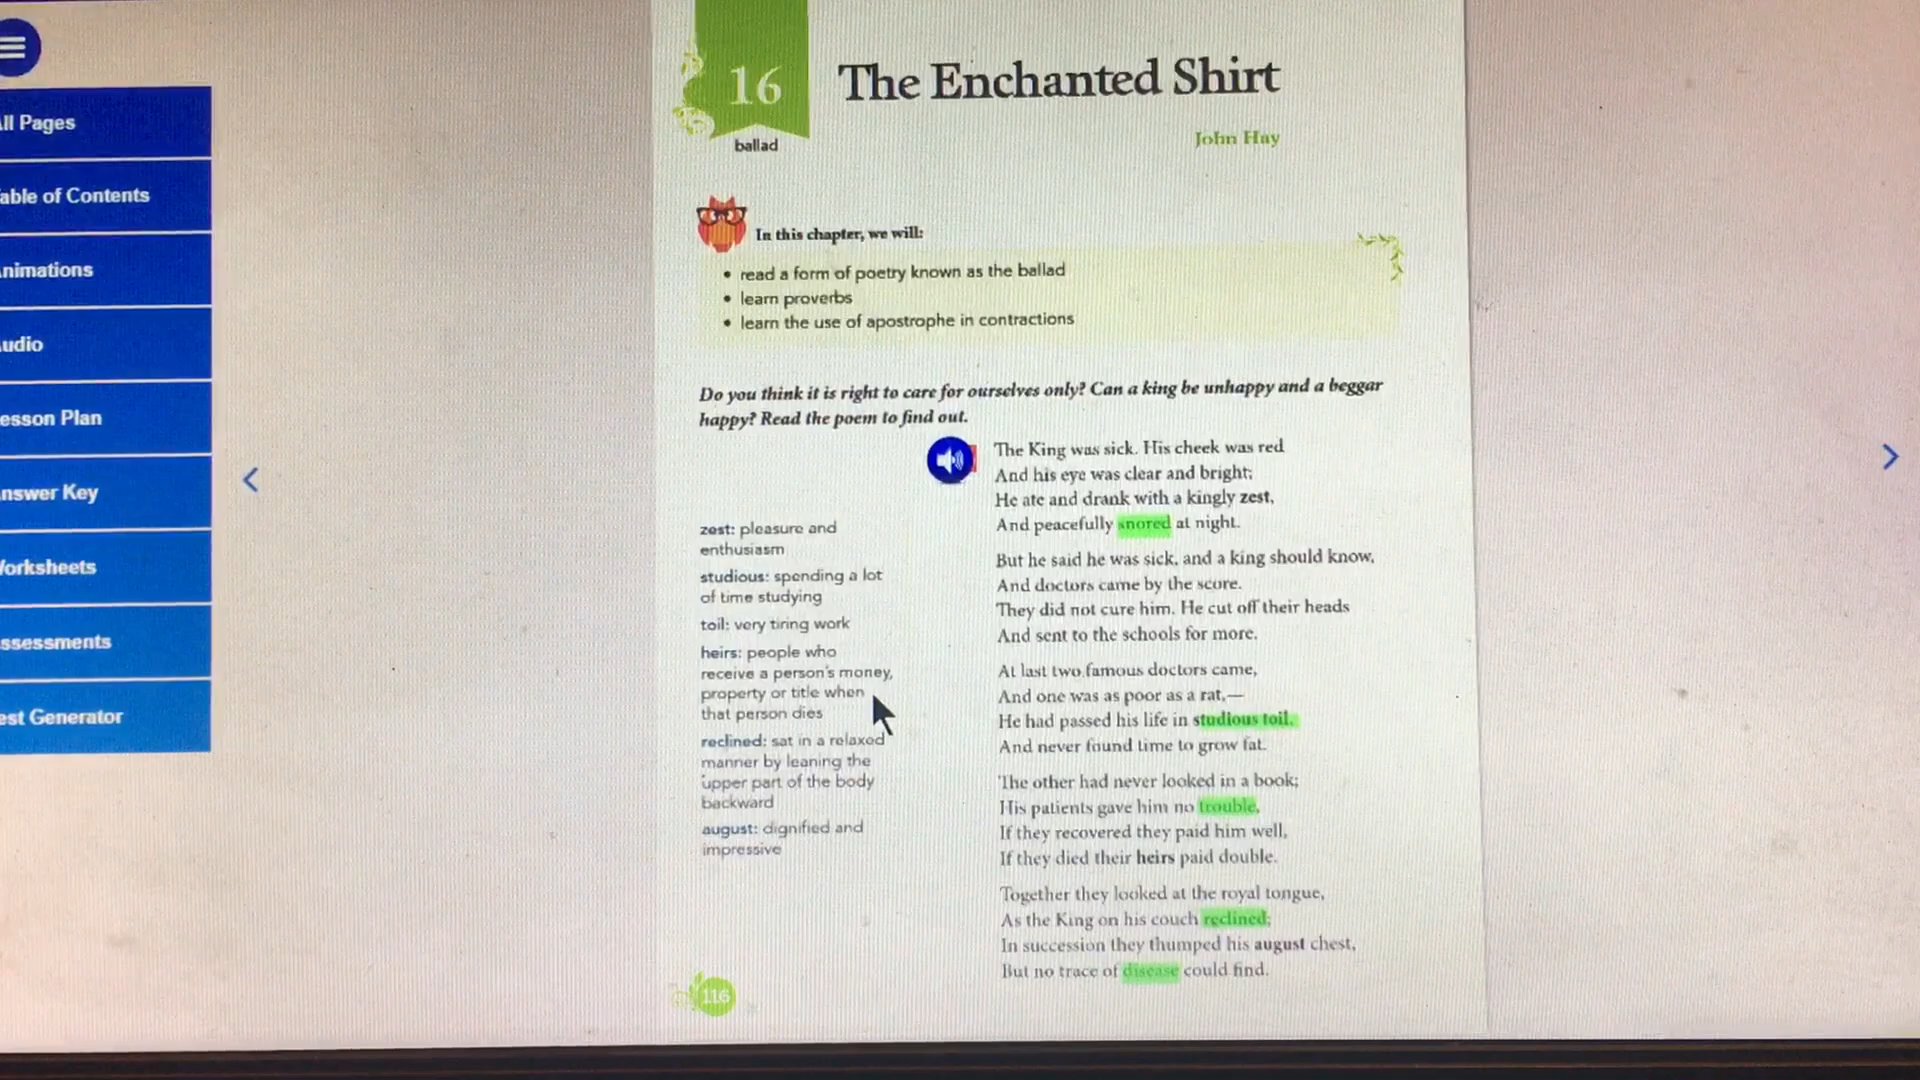 ll Pages
able of Contents
nimations
udio
esson Plan
nswer Key
orksheets
ssessments
est Generator
16
ballad
The Enchanted Shirt
John Hay
In this chapter, we will:
• read a form of poetry known as the ballad
• learn proverbs
• learn the use of apostrophe in contractions
Do you think it is right to care for ourselves only? Can a king be unhappy and a beggar
happy? Read the poem to find out.
zest: pleasure and
enthusiasm
studious: spending a lot
of time studying
toil: very tiring work
heirs: people who
receive a person's money,
property or title when
that person dies
reclined: sat in a relaxed
manner by leaning the
upper part of the body
backward
august: dignified and
impressive
The King was sick. His cheek was red
And his eye was clear and bright;
He ate and drank with a kingly zest,
And peacefully snored at night.
But he said he was sick, and a king should know,
And doctors came by the score.
They did not cure him. He cut off their heads
And sent to the schools for more.
At last two famous doctors came,
And one was as poor as a rat,—
He had passed his life in studious toil,
And never found time to grow fat.
The other had never looked in a book;
His patients gave him no trouble,
If they recovered they paid him well,
If they died their heirs paid double.
Together they looked at the royal tongue,
As the King on his couch reclined;
In succession they thumped his august chest,
But no trace of disease could find.
116